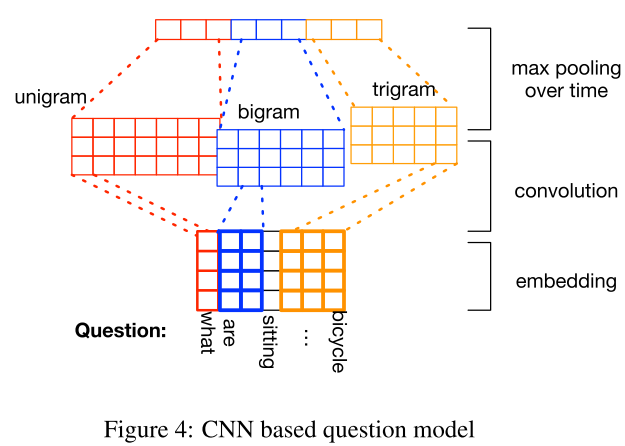 unigram
bigram
trigram
max pooling
over time
convolution
embedding
Question:
what
are
sitting
...
bicycle
Figure 4: CNN based question model